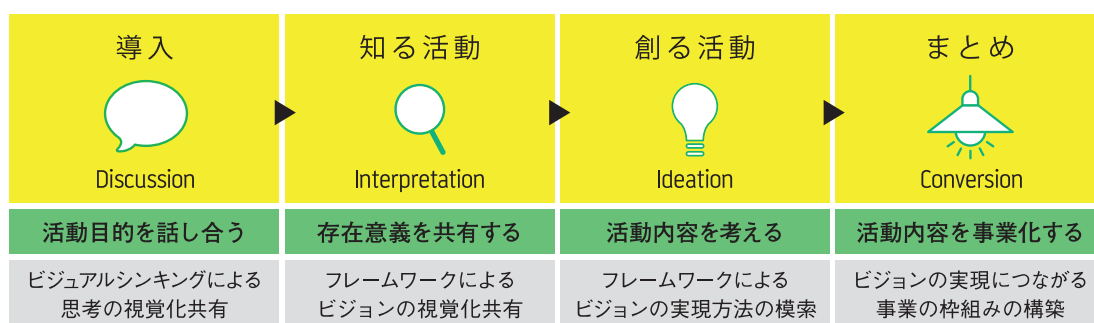 導入
Discussion
活動目的を話し合う
ビジュアルシンキングによる
思考の視覚化共有
知る活動
Interpretation
存在意義を共有する
フレームワークによる
ビジョンの視覚化共有
創る活動
Ideation
活動内容を考える
フレームワークによる
ビジョンの実現方法の模索
まとめ
Conversion
活動内容を事業化する
ビジョンの実現につながる
事業の枠組みの構築